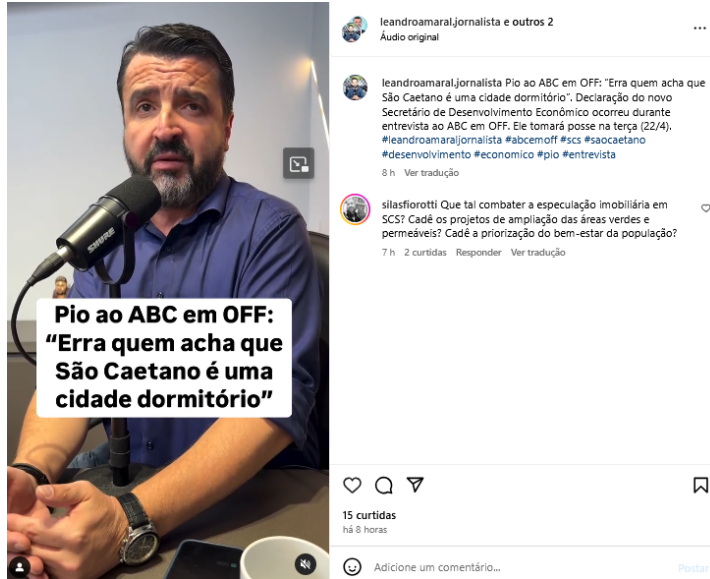 SHURE
Pio ao ABC em OFF:
“Erra quem acha que
São Caetano é uma
cidade dormitório”
leandroamaral.jornalista e outros 2
Áudio original
leandroamaral.jornalista Pio ao ABC em OFF: “Erra quem acha que
São Caetano é uma cidade dormitório”. Declaração do novo
Secretário de Desenvolvimento Econômico ocorreu durante
entrevista ao ABC em OFF. Ele tomará posse na terça (22/4).
#leandroamaraljornalista #abcemoff #scs #saocaetano
#desenvolvimento #economico #pio #entrevista
8 h Ver tradução
silasfiorotti Que tal combater a especulação imobiliária em
SCS? Cadê os projetos de ampliação das áreas verdes e
permeáveis? Cadê a priorização do bem-estar da população?
7 h 2 curtidas Responder Ver tradução
15 curtidas
há 8 horas
Adicione um comentário...
Postar